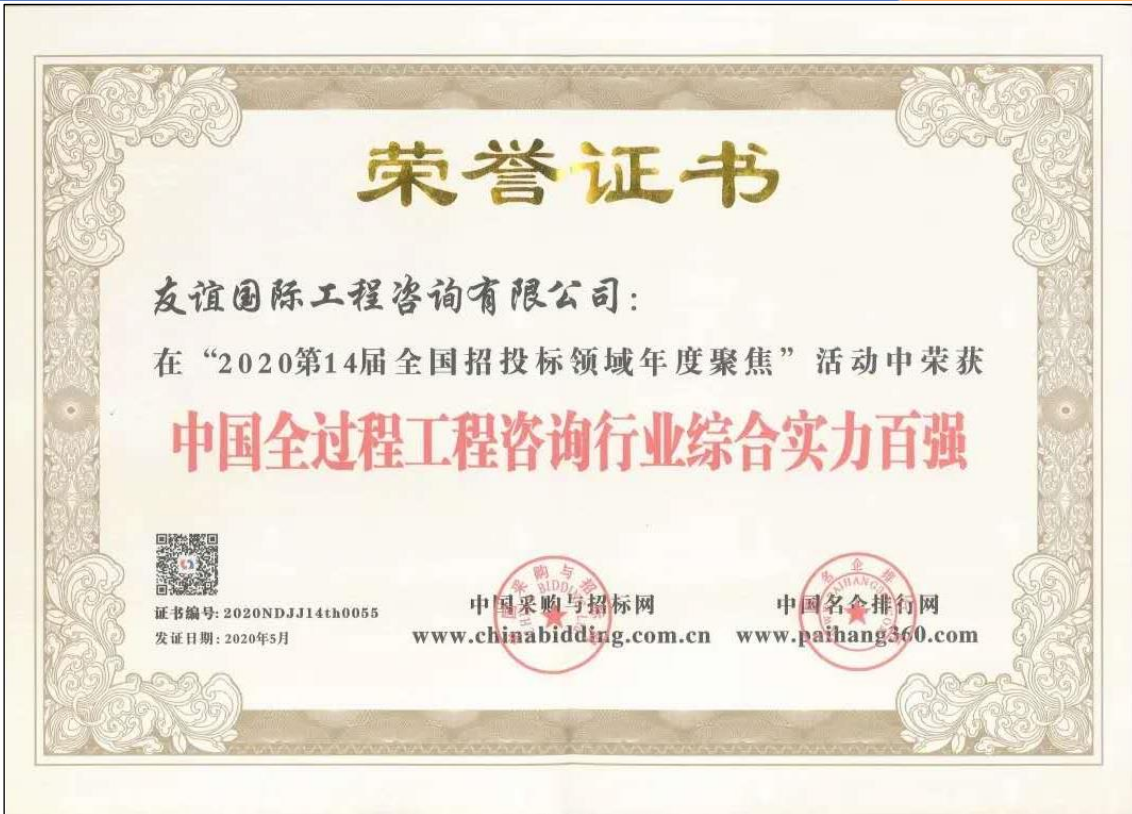 荣誉证书
友谊国际工程咨询有限公司：
在“2020第14届全国招投标领域年度聚焦”活动中荣获
中国全过程工程咨询行业综合实力百强
证书编号: 2020NDJJ14th0055
发证日期: 2020年5月
中国采购与招标网
www.chinabidding.com.cn
中国名企排行网
www.paihang360.com